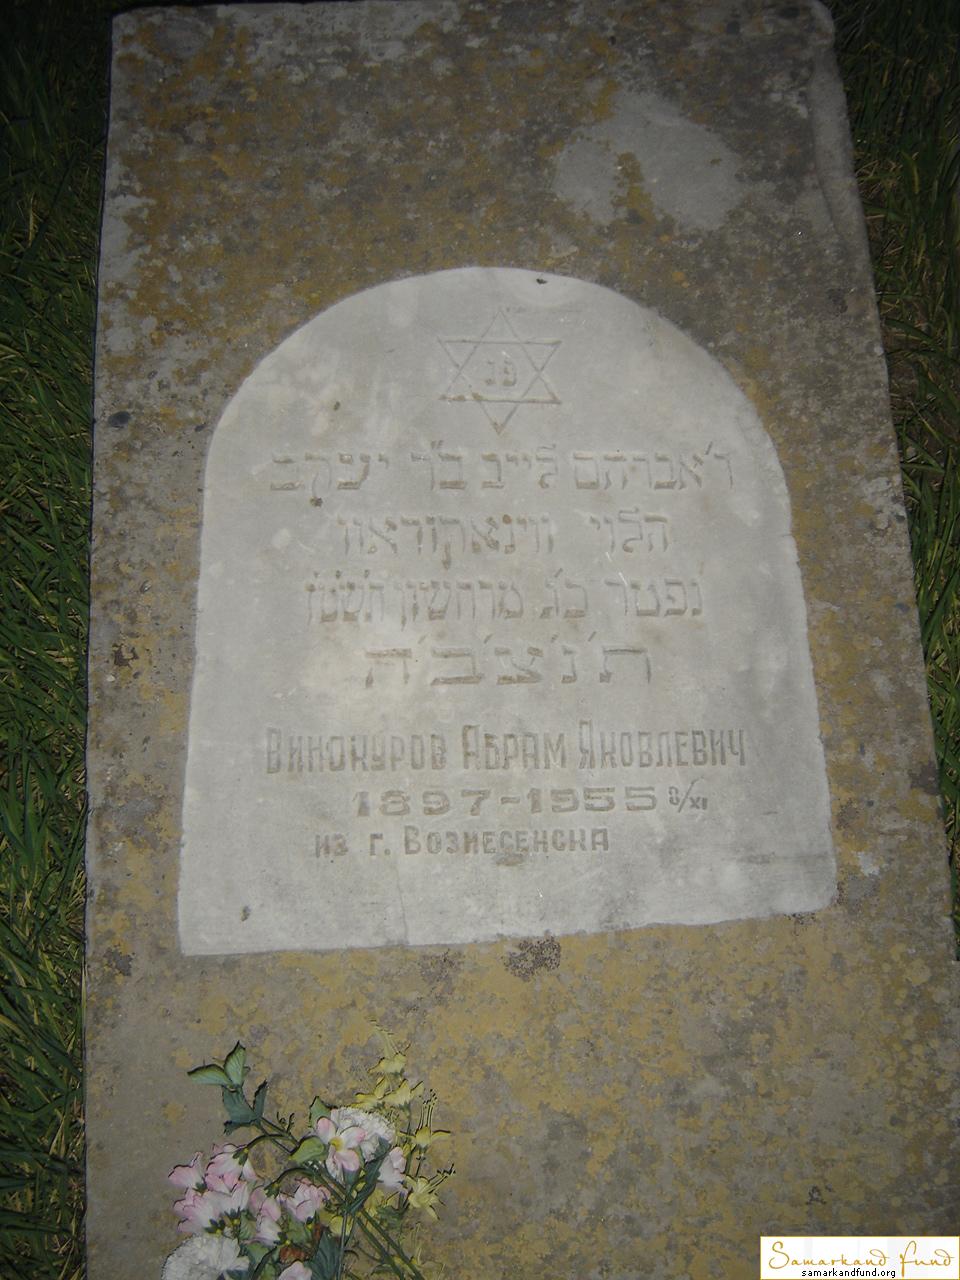 פנ
ר' אברהם לייב ב"ר יעקב
הלוי ווינאקוראוו
נפטר כ"ג מרחשון תשט"ז
ת'נ'צ'ב'ה
Винокуров Абрам Яковлевич
1897-1955 8/XI
из г. Вознесенска
Samarkand Fund
samarkandfund.org